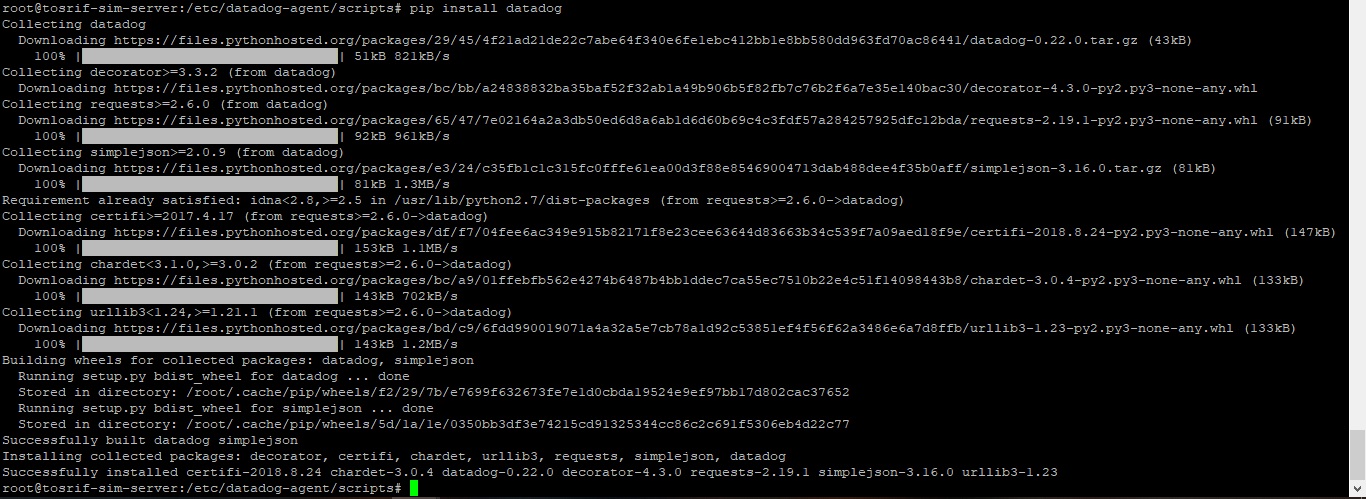 root@tosrif-sim-server:/etc/datadog-agent/scripts# pip install datadog
Collecting datadog
  Downloading https://files.pythonhosted.org/packages/29/45/4f21ad21de22c7abe64f340e6fe1ebc412bb1e8bb580dd963fd70ac86441/datadog-0.22.0.tar.gz (43kB)
    100% || 51kB 821kB/s
Collecting decorator>=3.3.2 (from datadog)
  Downloading https://files.pythonhosted.org/packages/bc/bb/a24838832ba35baf52f32ab1a49b906b5f82fb7c76b2f6a7e35e140bac30/decorator-4.3.0-py2.py3-none-any.whl
Collecting requests>=2.6.0 (from datadog)
  Downloading https://files.pythonhosted.org/packages/65/47/7e02164a2a3db50ed6d8a6ab1d6d60b69c4c3fdf57a284257925dfc12bda/requests-2.19.1-py2.py3-none-any.whl (91kB)
    100% || 92kB 961kB/s
Collecting simplejson>=2.0.9 (from datadog)
  Downloading https://files.pythonhosted.org/packages/e3/24/c35fb1c1c315fc0fffe61ea00d3f88e85469004713dab488dee4f35b0aff/simplejson-3.16.0.tar.gz (81kB)
    100% || 81kB 1.3MB/s
Requirement already satisfied: idna<2.8,>=2.5 in /usr/lib/python2.7/dist-packages (from requests>=2.6.0->datadog)
Collecting certifi>=2017.4.17 (from requests>=2.6.0->datadog)
  Downloading https://files.pythonhosted.org/packages/df/f7/04fee6ac349e915b82171f8e23cee63644d83663b34c539f7a09aed18f9e/certifi-2018.8.24-py2.py3-none-any.whl (147kB)
    100% || 153kB 1.1MB/s
Collecting chardet<3.1.0,>=3.0.2 (from requests>=2.6.0->datadog)
  Downloading https://files.pythonhosted.org/packages/bc/a9/01ffebfb562e4274b6487b4bb1ddec7ca55ec7510b22e4c51f14098443b8/chardet-3.0.4-py2.py3-none-any.whl (133kB)
    100% || 143kB 702kB/s
Collecting urllib3<1.24,>=1.21.1 (from requests>=2.6.0->datadog)
  Downloading https://files.pythonhosted.org/packages/bd/c9/6fdd990019071a4a32a5e7cb78a1d92c53851ef4f56f62a3486e6a7d8ffb/urllib3-1.23-py2.py3-none-any.whl (133kB)
    100% || 143kB 1.2MB/s
Building wheels for collected packages: datadog, simplejson
  Running setup.py bdist_wheel for datadog ... done
  Stored in directory: /root/.cache/pip/wheels/f2/29/7b/e7699f632673fe7e1d0cbda19524e9ef97bb17d802cac37652
  Running setup.py bdist_wheel for simplejson ... done
  Stored in directory: /root/.cache/pip/wheels/5d/1a/1e/0350bb3df3e74215cd91325344cc86c2c691f5306eb4d22c77
Successfully built datadog simplejson
Installing collected packages: decorator, certifi, chardet, urllib3, requests, simplejson, datadog
Successfully installed certifi-2018.8.24 chardet-3.0.4 datadog-0.22.0 decorator-4.3.0 requests-2.19.1 simplejson-3.16.0 urllib3-1.23
root@tosrif-sim-server:/etc/datadog-agent/scripts#